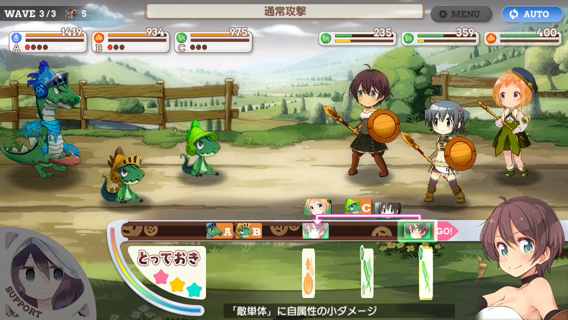 WAVE 3/3
5
通常攻撃
MENU
AUTO
1419
A
934
B
975
C
235
359
400
C
A
B
GO!
とっておき
SUPPORT
「敵単体」に自属性の小ダメージ